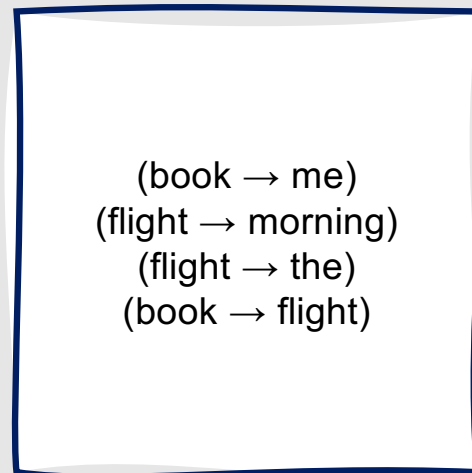 (book → me)
(flight → morning)
(flight → the)
(book → flight)